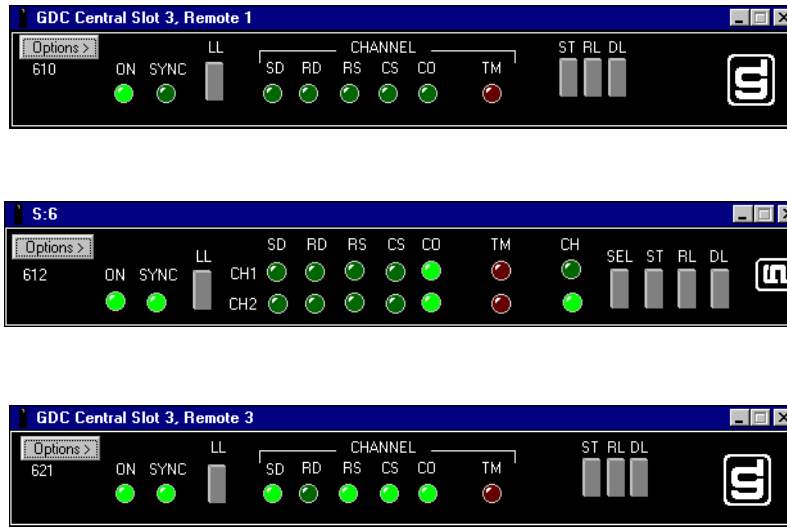 GDC Central Slot 3, Remote 1
Options >
LL
CHANNEL
ST RL DL
610
ON SYNC
SD RD RS CS CO
TM
S:6
Options >
SD RD RS CS CO
TM
CH
LL
SEL ST RL DL
612
ON SYNC
CH1
CH2
GDC Central Slot 3, Remote 3
Options >
LL
CHANNEL
ST RL DL
621
ON SYNC
SD RD RS CS CO
TM